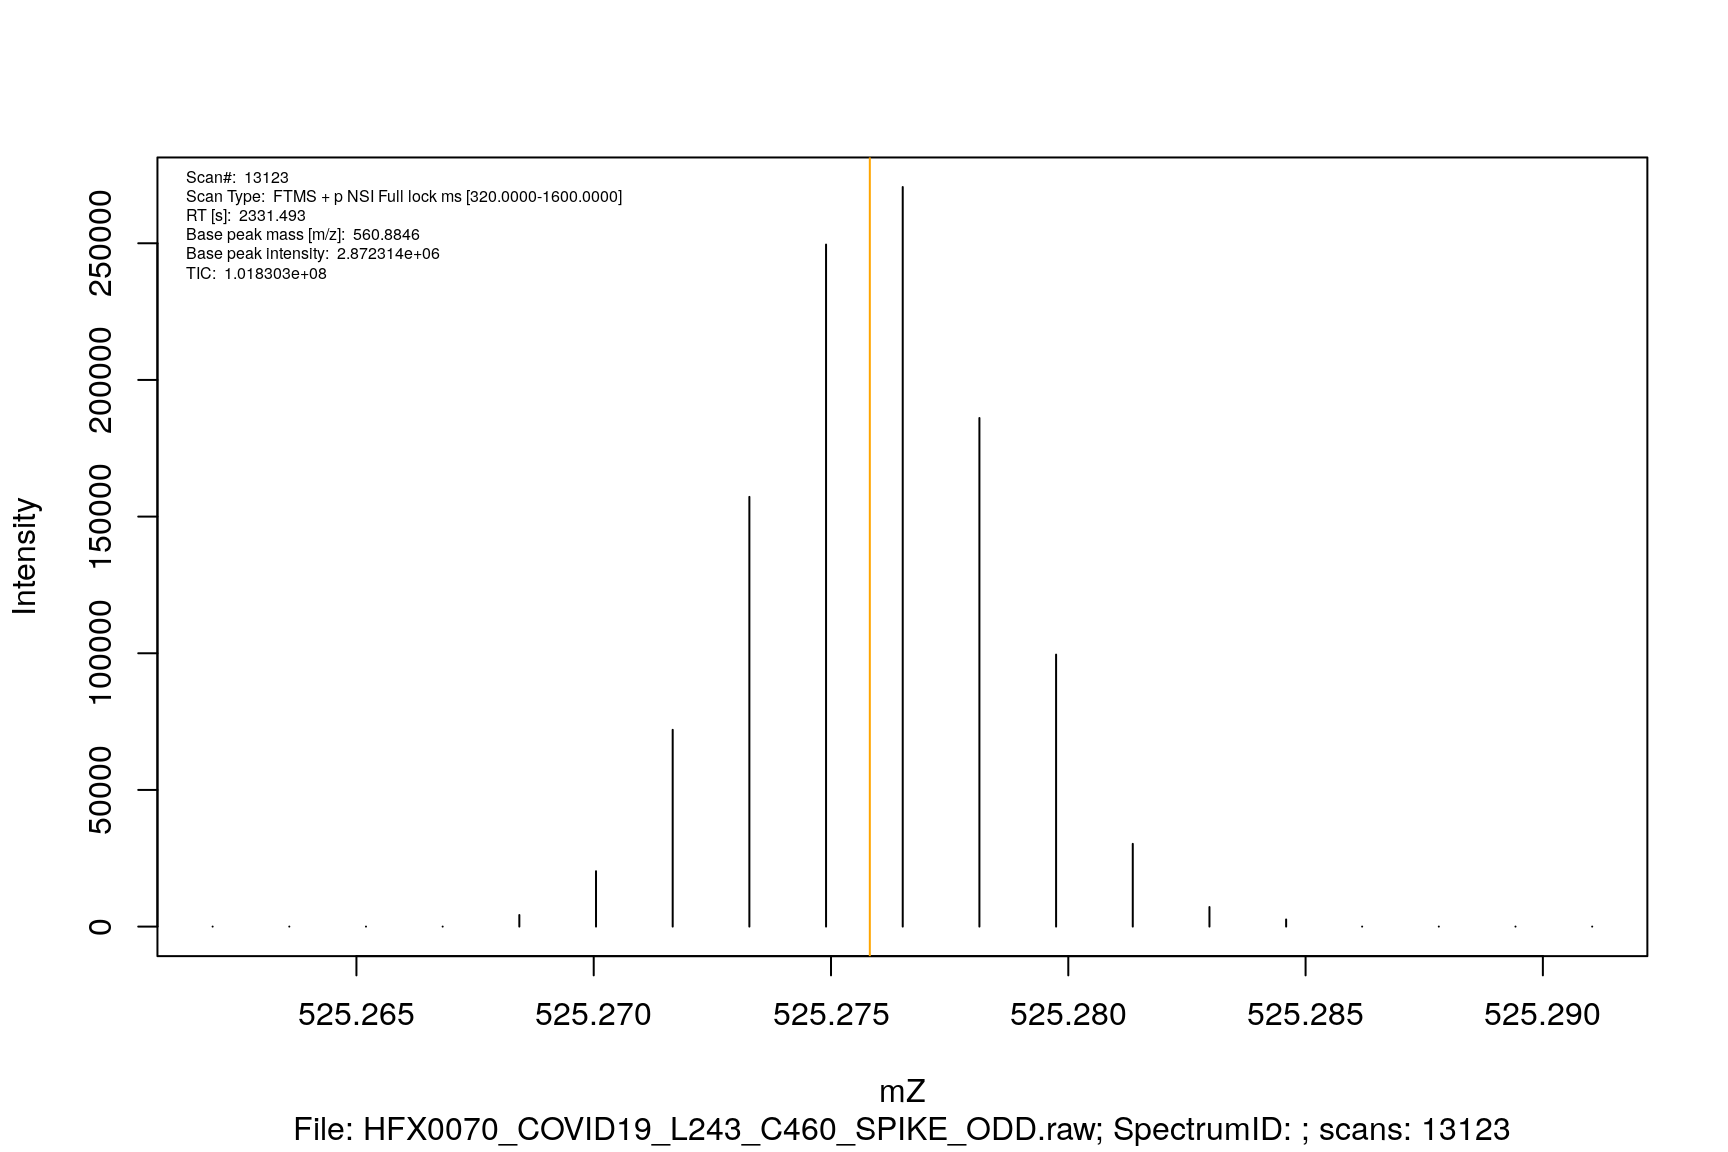 Scan#: 13123
Scan Type: FTMS + p NSI Full lock ms [320.0000-1600.0000]
RT [s]: 2331.493
Base peak mass [m/z]: 560.8846
Base peak intensity: 2.872314e+06
TIC: 1.018303e+08
Intensity
250000
200000
150000
100000
50000
0
525.265 525.270 525.275 525.280 525.285 525.290
mZ
File: HFX0070_COVID19_L243_C460_SPIKE_ODD.raw; SpectrumID: ; scans: 13123